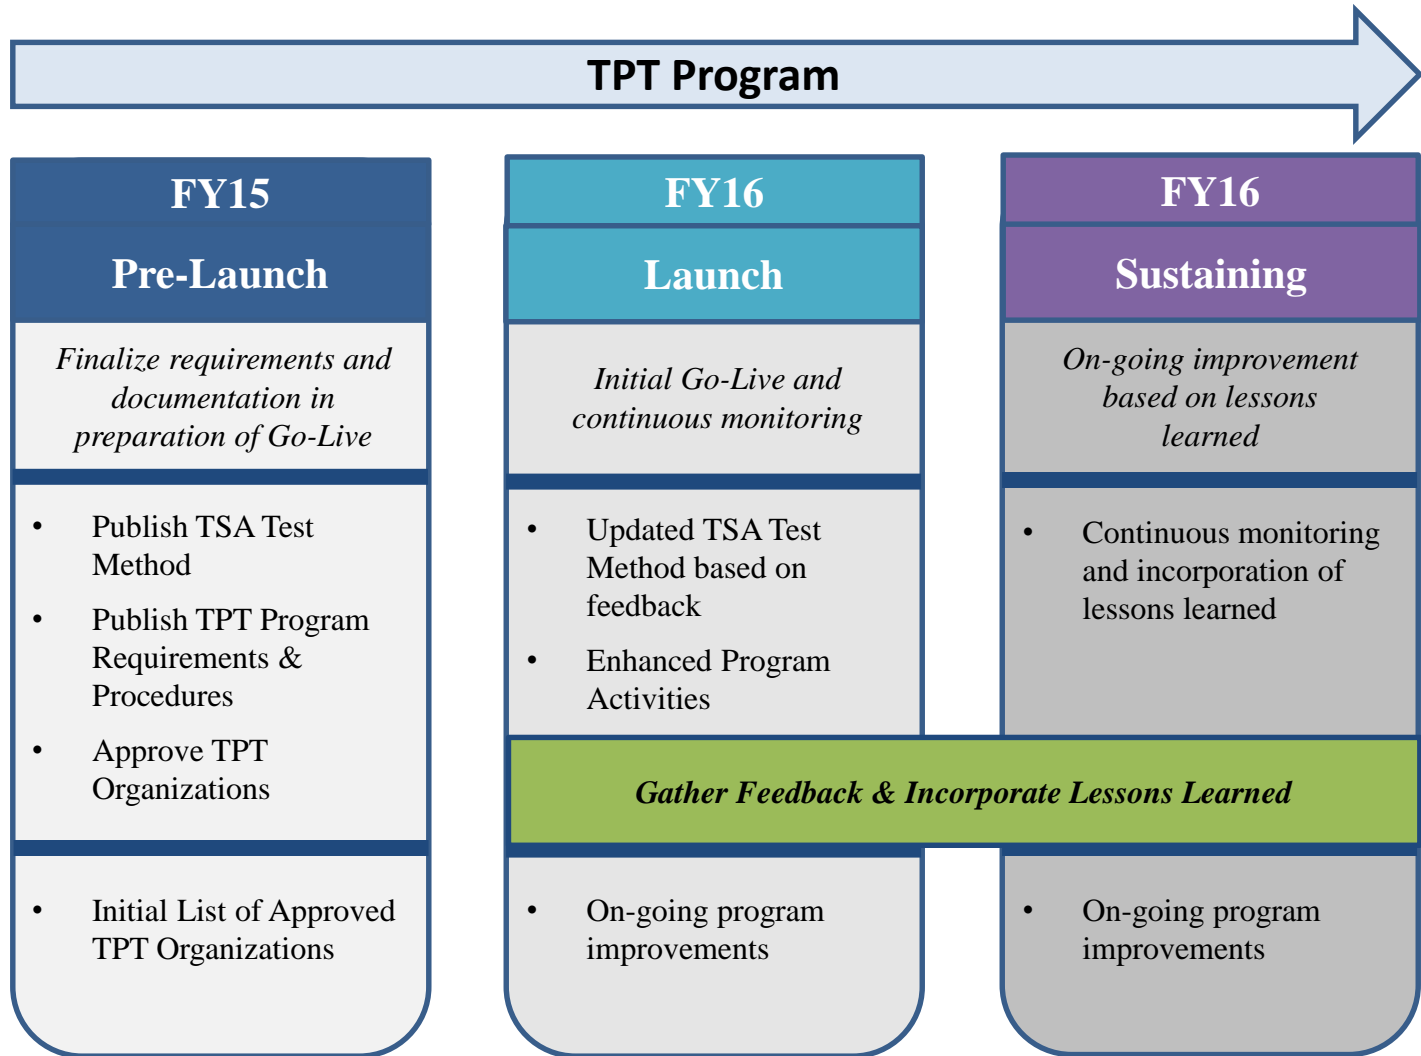 TPT Program
FY15
Pre-Launch
Finalize requirements and
documentation in
preparation of Go-Live
• Publish TSA Test
Method
• Publish TPT Program
Requirements &
Procedures
• Approve TPT
Organizations
• Initial List of Approved
TPT Organizations
FY16
Launch
Initial Go-Live and
continuous monitoring
• Updated TSA Test
Method based on
feedback
• Enhanced Program
Activities
FY16
Sustaining
On-going improvement
based on lessons
learned
• Continuous monitoring
and incorporation of
lessons learned
Gather Feedback & Incorporate Lessons Learned
• On-going program
improvements
• On-going program
improvements